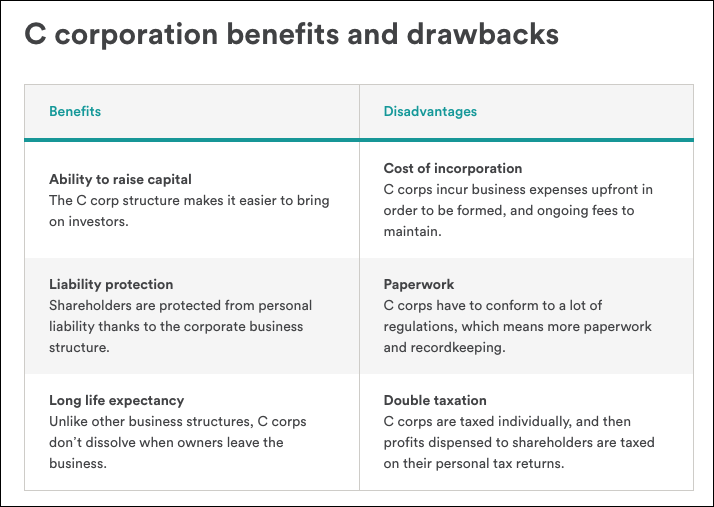 C corporation benefits and drawbacks
Benefits
Disadvantages
Ability to raise capital
The C corp structure makes it easier to bring
on investors.
Cost of incorporation
C corps incur business expenses upfront in
order to be formed, and ongoing fees to
maintain.
Liability protection
Shareholders are protected from personal
liability thanks to the corporate business
structure.
Paperwork
C corps have to conform to a lot of
regulations, which means more paperwork
and recordkeeping.
Long life expectancy
Unlike other business structures, C corps
don’t dissolve when owners leave the
business.
Double taxation
C corps are taxed individually, and then
profits dispensed to shareholders are taxed
on their personal tax returns.